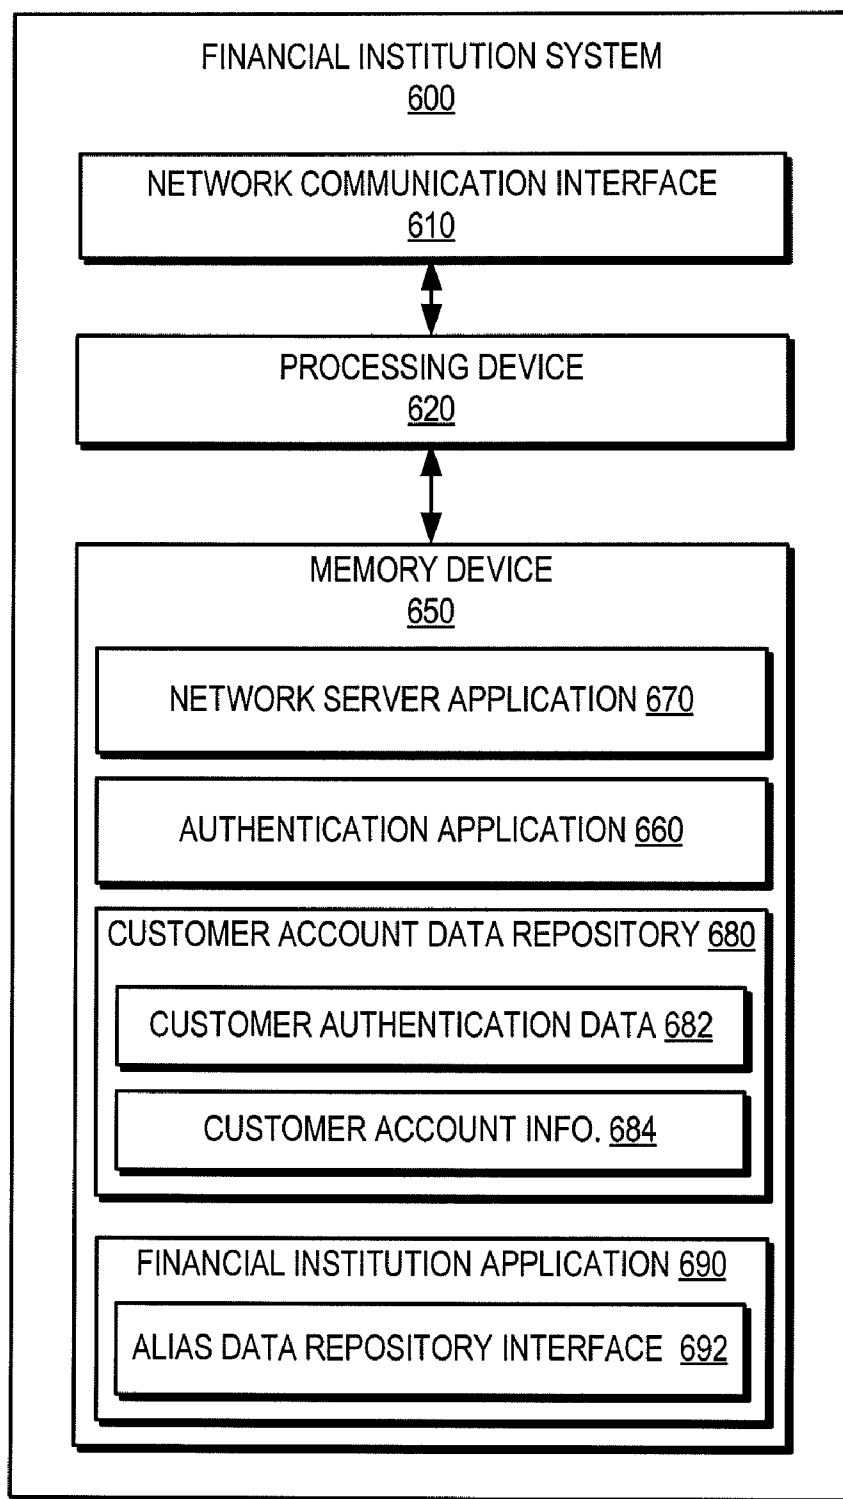 FINANCIAL INSTITUTION SYSTEM
600
NETWORK COMMUNICATION INTERFACE
610
PROCESSING DEVICE
620
MEMORY DEVICE
650
NETWORK SERVER APPLICATION 670
AUTHENTICATION APPLICATION 660
CUSTOMER ACCOUNT DATA REPOSITORY 680
CUSTOMER AUTHENTICATION DATA 682
CUSTOMER ACCOUNT INFO. 684
FINANCIAL INSTITUTION APPLICATION 690
ALIAS DATA REPOSITORY INTERFACE 692